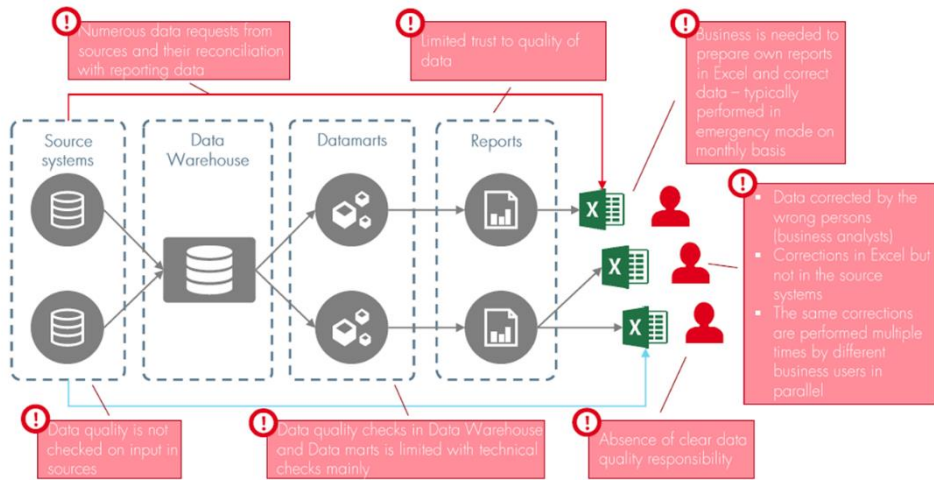 Numerous data requests from
sources and their reconciliation
with reporting data
Limited trust to quality of
data
Business is needed to
prepare own reports
in Excel and correct
data – typically
performed in
emergency mode on
monthly basis
Source
systems
Data
Warehouse
Datamarts
Reports
X
X
X
▪ Data corrected by the
wrong persons
(business analysts)
▪ Corrections in Excel but
not in the source
systems
▪ The same corrections
are performed multiple
times by different
business users in
parallel
Data quality is not
checked on input in
sources
Data quality checks in Data Warehouse
and Data marts is limited with technical
checks mainly
Absence of clear data
quality responsibility